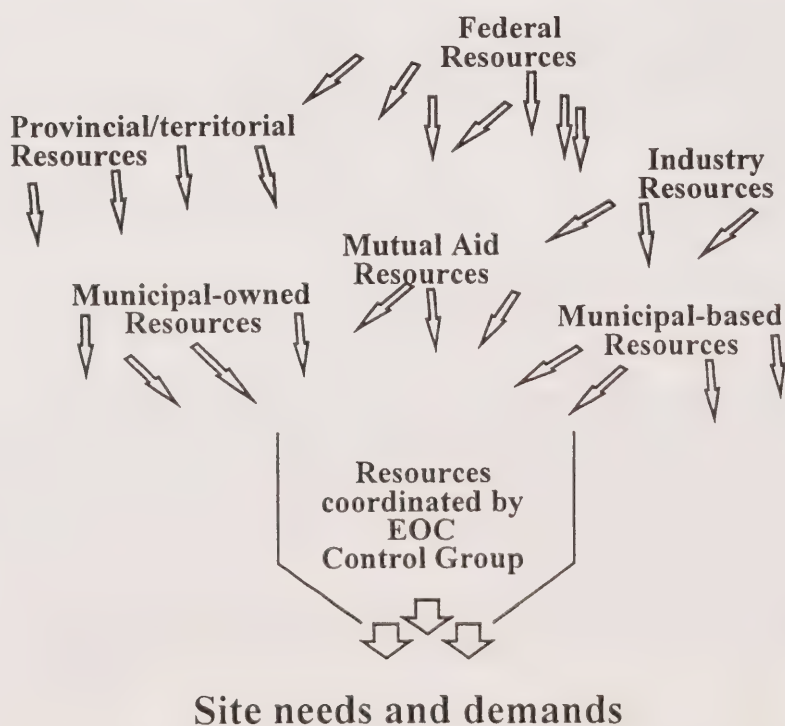 Federal
Resources
Provincial/territorial
Resources
Industry
Resources
Mutual Aid
Resources
Municipal-owned
Resources
Municipal-based
Resources
Resources
coordinated by
EOC
Control Group
Site needs and demands